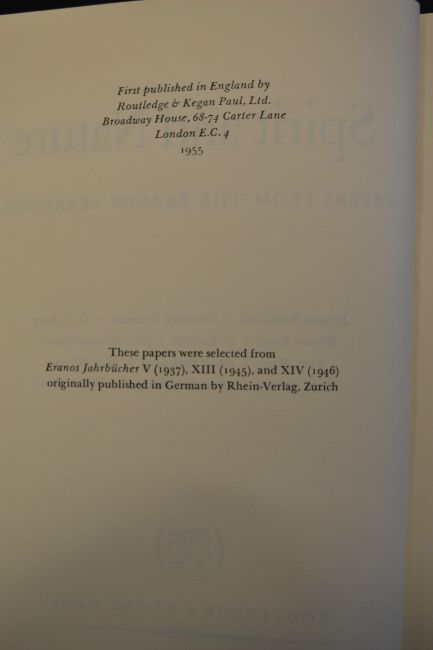 First published in England by
Routledge & Kegan Paul, Ltd.
Broadway House, 68-74 Carter Lane
London E.C. 4
1955
These papers were selected from
Eranos Jahrbücher V (1937), XIII (1945), and XIV (1946)
originally published in German by Rhein-Verlag, Zurich